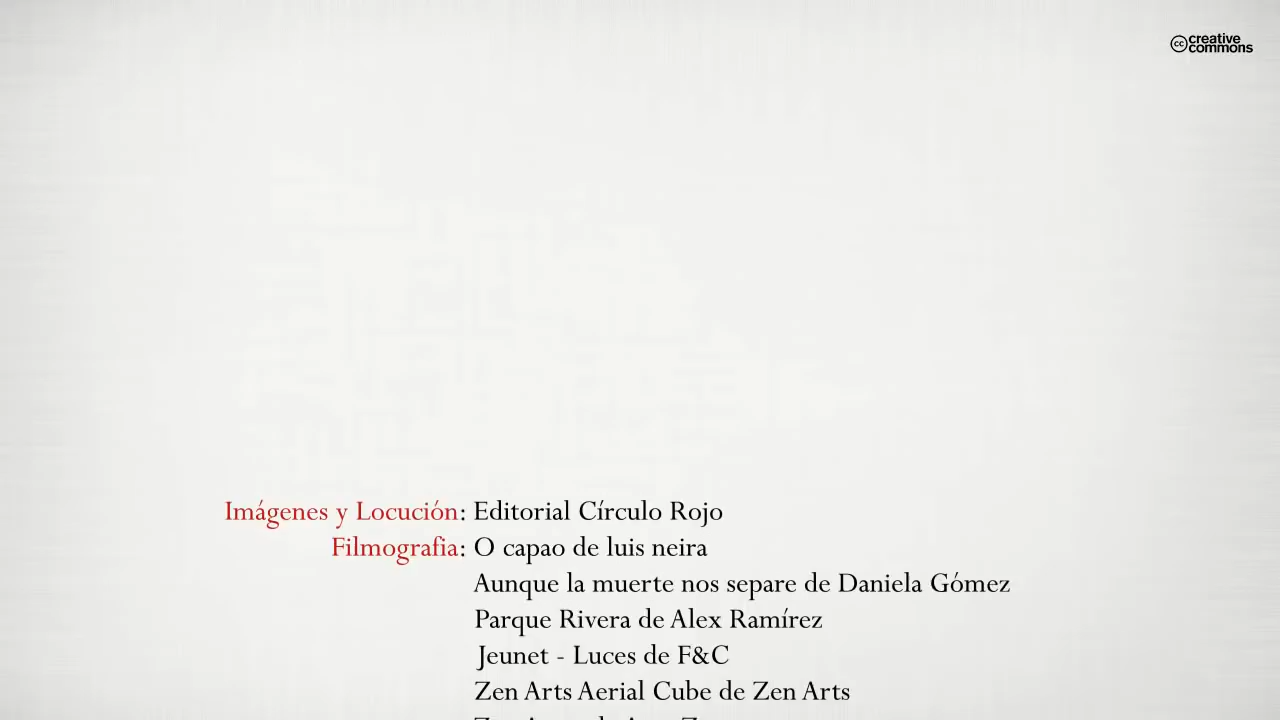 creative
commons
Imágenes y Locución: Editorial Círculo Rojo
Filmografia: O capao de luis neira
Aunque la muerte nos separe de Daniela Gómez
Parque Rivera de Alex Ramírez
Jeunet - Luces de F&C
Zen Arts Aerial Cube de Zen Arts